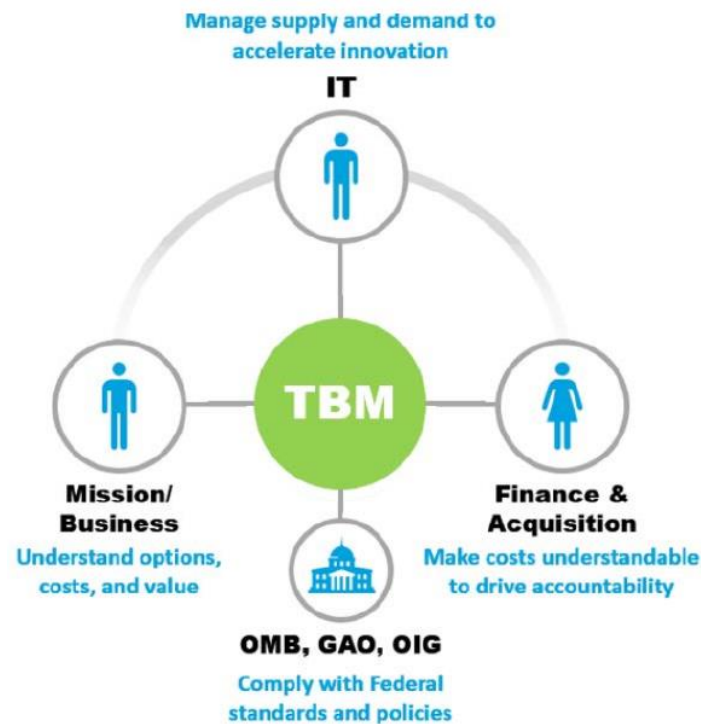 Manage supply and demand to
accelerate innovation
IT
TBM
Mission/
Business
Understand options,
costs, and value
Finance &
Acquisition
Make costs understandable
to drive accountability
OMB, GAO, OIG
Comply with Federal
standards and policies